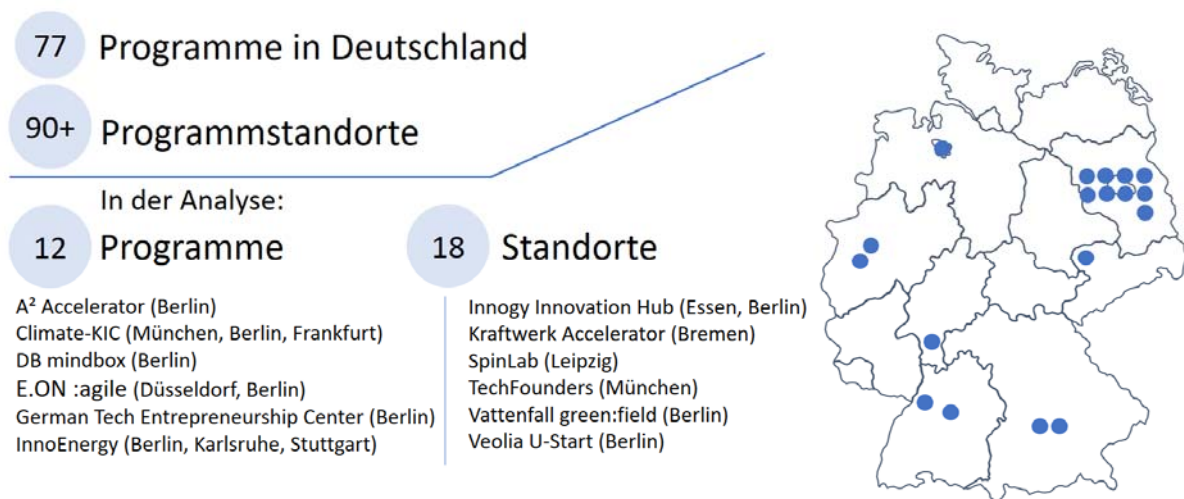 77 Programme in Deutschland
90+ Programmstandorte
In der Analyse:
12 Programme
A² Accelerator (Berlin)
Climate-KIC (München, Berlin, Frankfurt)
DB mindbox (Berlin)
E.ON :agile (Düsseldorf, Berlin)
German Tech Entrepreneurship Center (Berlin)
InnoEnergy (Berlin, Karlsruhe, Stuttgart)
18 Standorte
Innogy Innovation Hub (Essen, Berlin)
Kraftwerk Accelerator (Bremen)
SpinLab (Leipzig)
TechFounders (München)
Vattenfall green:field (Berlin)
Veolia U-Start (Berlin)